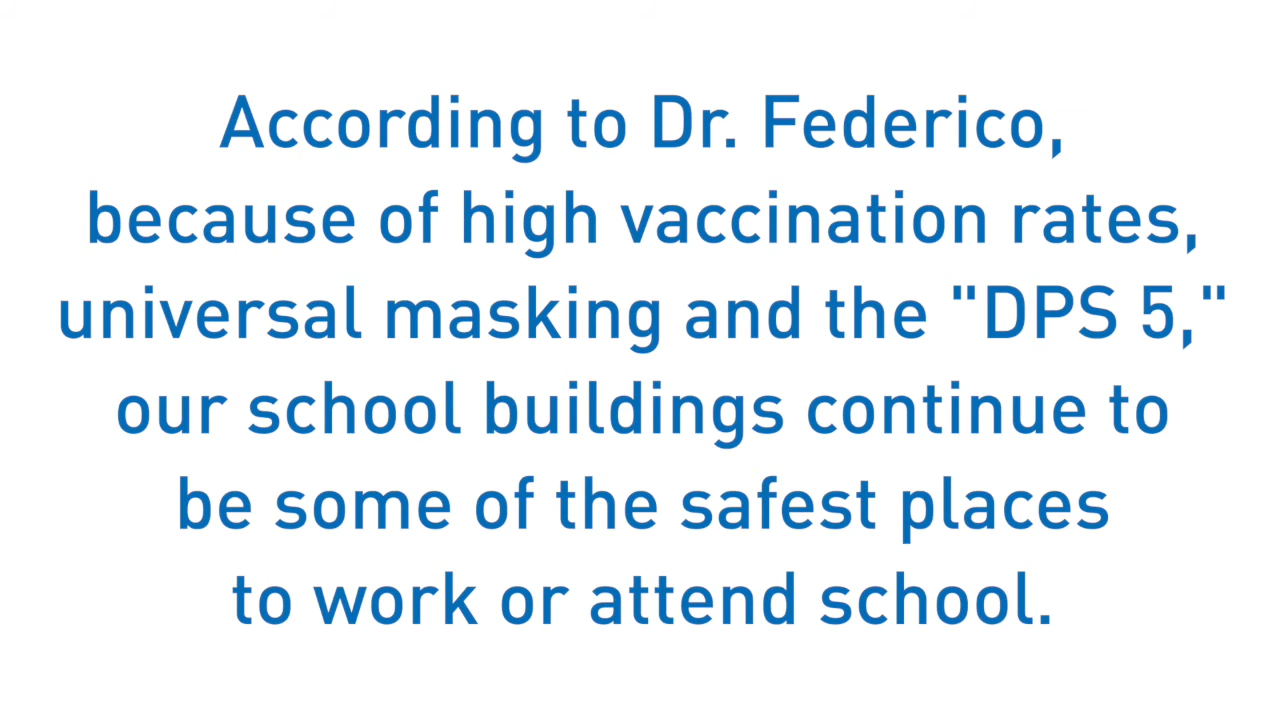 According to Dr. Federico,
because of high vaccination rates,
universal masking and the "DPS 5,"
our school buildings continue to
be some of the safest places
to work or attend school.